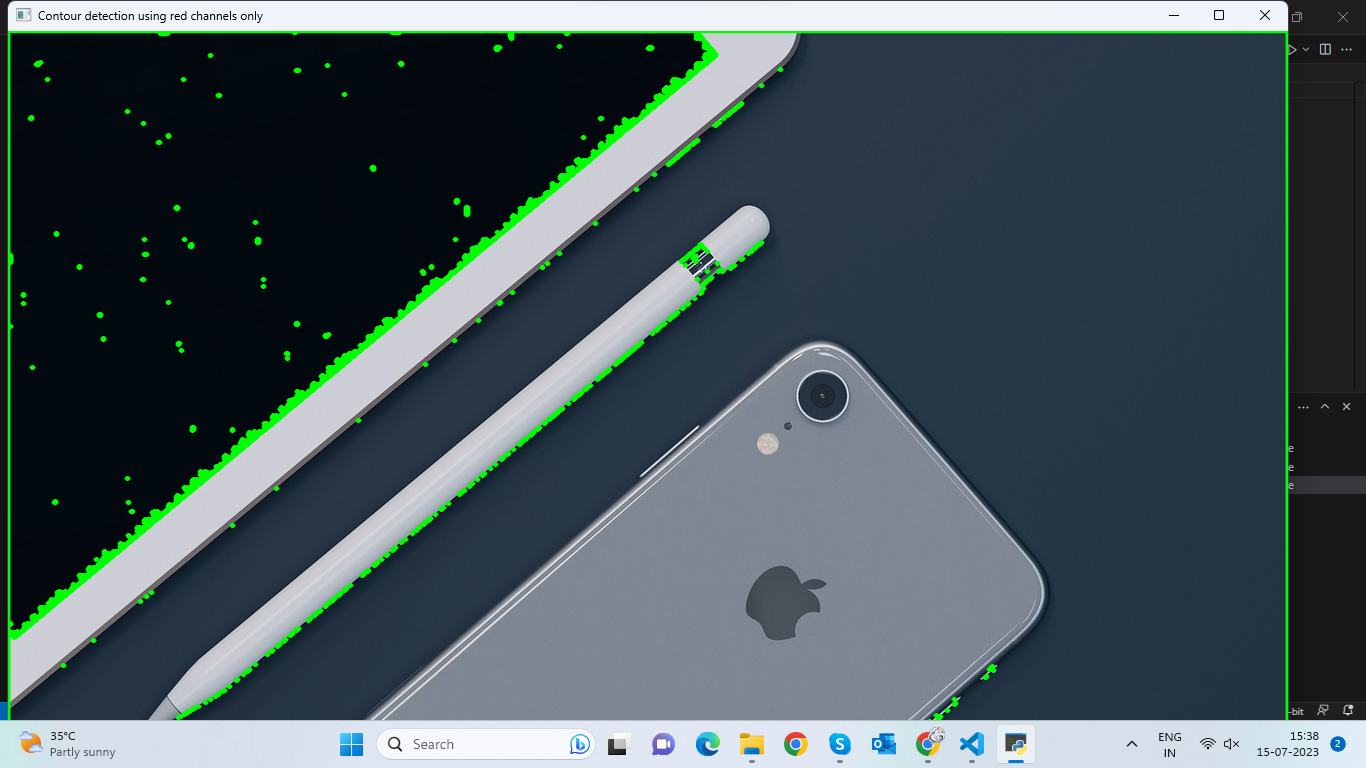 Contour detection using red channels only
e
e
e
-bit
35°C
Partly sunny
Search
ENG
IN
15:38
15-07-2023
2